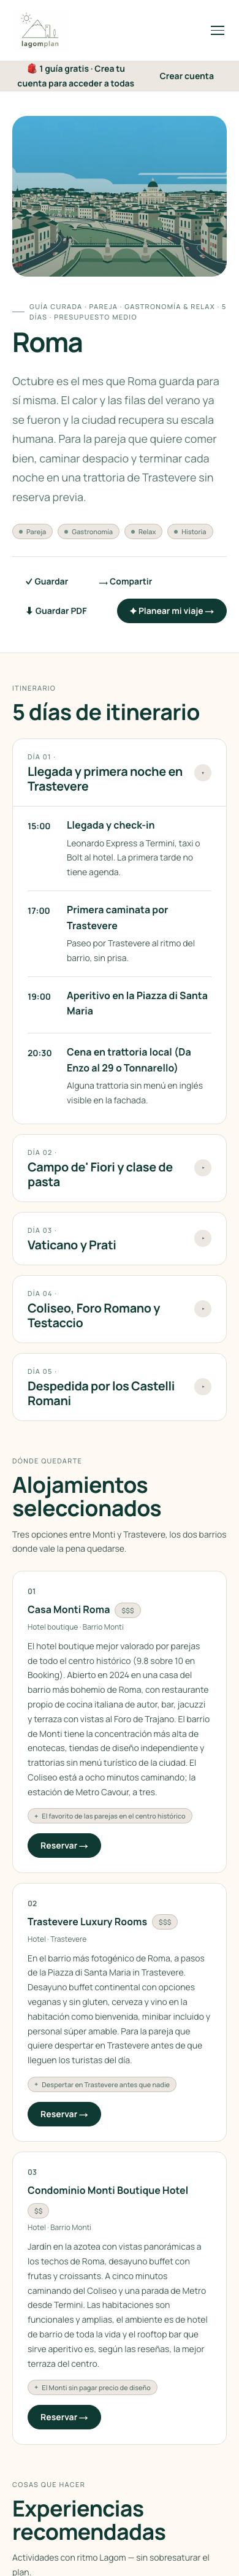 lagomplan
1 guía gratis · Crea tu
cuenta para acceder a todas
Crear cuenta
GUÍA CURADA · PAREJA · GASTRONOMÍA & RELAX · 5
DÍAS · PRESUPUESTO MEDIO
Roma
Octubre es el mes que Roma guarda para
sí misma. El calor y las filas del verano ya
se fueron y la ciudad recupera su escala
humana. Para la pareja que quiere comer
bien, caminar despacio y terminar cada
noche en una trattoria de Trastevere sin
reserva previa.
Pareja
Gastronomía
Relax
Historia
✓ Guardar
→ Compartir
⬇ Guardar PDF
✦ Planear mi viaje →
ITINERARIO
5 días de itinerario
DÍA 01 ·
Llegada y primera noche en
Trastevere
15:00
Llegada y check-in
Leonardo Express a Termini, taxi o
Bolt al hotel. La primera tarde no
tiene agenda.
17:00
Primera caminata por
Trastevere
Paseo por Trastevere al ritmo del
barrio, sin prisa.
19:00
Aperitivo en la Piazza di Santa
Maria
20:30
Cena en trattoria local (Da
Enzo al 29 o Tonnarello)
Alguna trattoria sin menú en inglés
visible en la fachada.
DÍA 02 ·
Campo de' Fiori y clase de
pasta
DÍA 03 ·
Vaticano y Prati
DÍA 04 ·
Coliseo, Foro Romano y
Testaccio
DÍA 05 ·
Despedida por los Castelli
Romani
DÓNDE QUEDARTE
Alojamientos
seleccionados
Tres opciones entre Monti y Trastevere, los dos barrios
donde vale la pena quedarse.
01
Casa Monti Roma $$$
Hotel boutique · Barrio Monti
El hotel boutique mejor valorado por parejas
de todo el centro histórico (9.8 sobre 10 en
Booking). Abierto en 2024 en una casa del
barrio más bohemio de Roma, con restaurante
propio de cocina italiana de autor, bar, jacuzzi
y terraza con vistas al Foro de Trajano. El barrio
de Monti tiene la concentración más alta de
enotecas, tiendas de diseño independiente y
trattorias sin menú turístico de la ciudad. El
Coliseo está a ocho minutos caminando; la
estación de Metro Cavour, a tres.
El favorito de las parejas en el centro histórico
Reservar →
02
Trastevere Luxury Rooms $$$
Hotel · Trastevere
En el barrio más fotogénico de Roma, a pasos
de la Piazza di Santa Maria in Trastevere.
Desayuno buffet continental con opciones
veganas y sin gluten, cerveza y vino en la
habitación como bienvenida, minibar incluido y
personal súper amable. Para la pareja que
quiere despertar en Trastevere antes de que
lleguen los turistas del día.
Despertar en Trastevere antes que nadie
Reservar →
03
Condominio Monti Boutique Hotel
$$
Hotel · Barrio Monti
Jardín en la azotea con vistas panorámicas a
los techos de Roma, desayuno buffet con
frutas y croissants. A cinco minutos
caminando del Coliseo y una parada de Metro
desde Termini. Las habitaciones son
funcionales y amplias, el ambiente es de hotel
de barrio de toda la vida y el rooftop bar que
sirve aperitivo es, según las reseñas, la mejor
terraza del centro.
El Monti sin pagar precio de diseño
Reservar →
COSAS QUE HACER
Experiencias
recomendadas
Actividades con ritmo Lagom — sin sobresaturar el
plan.